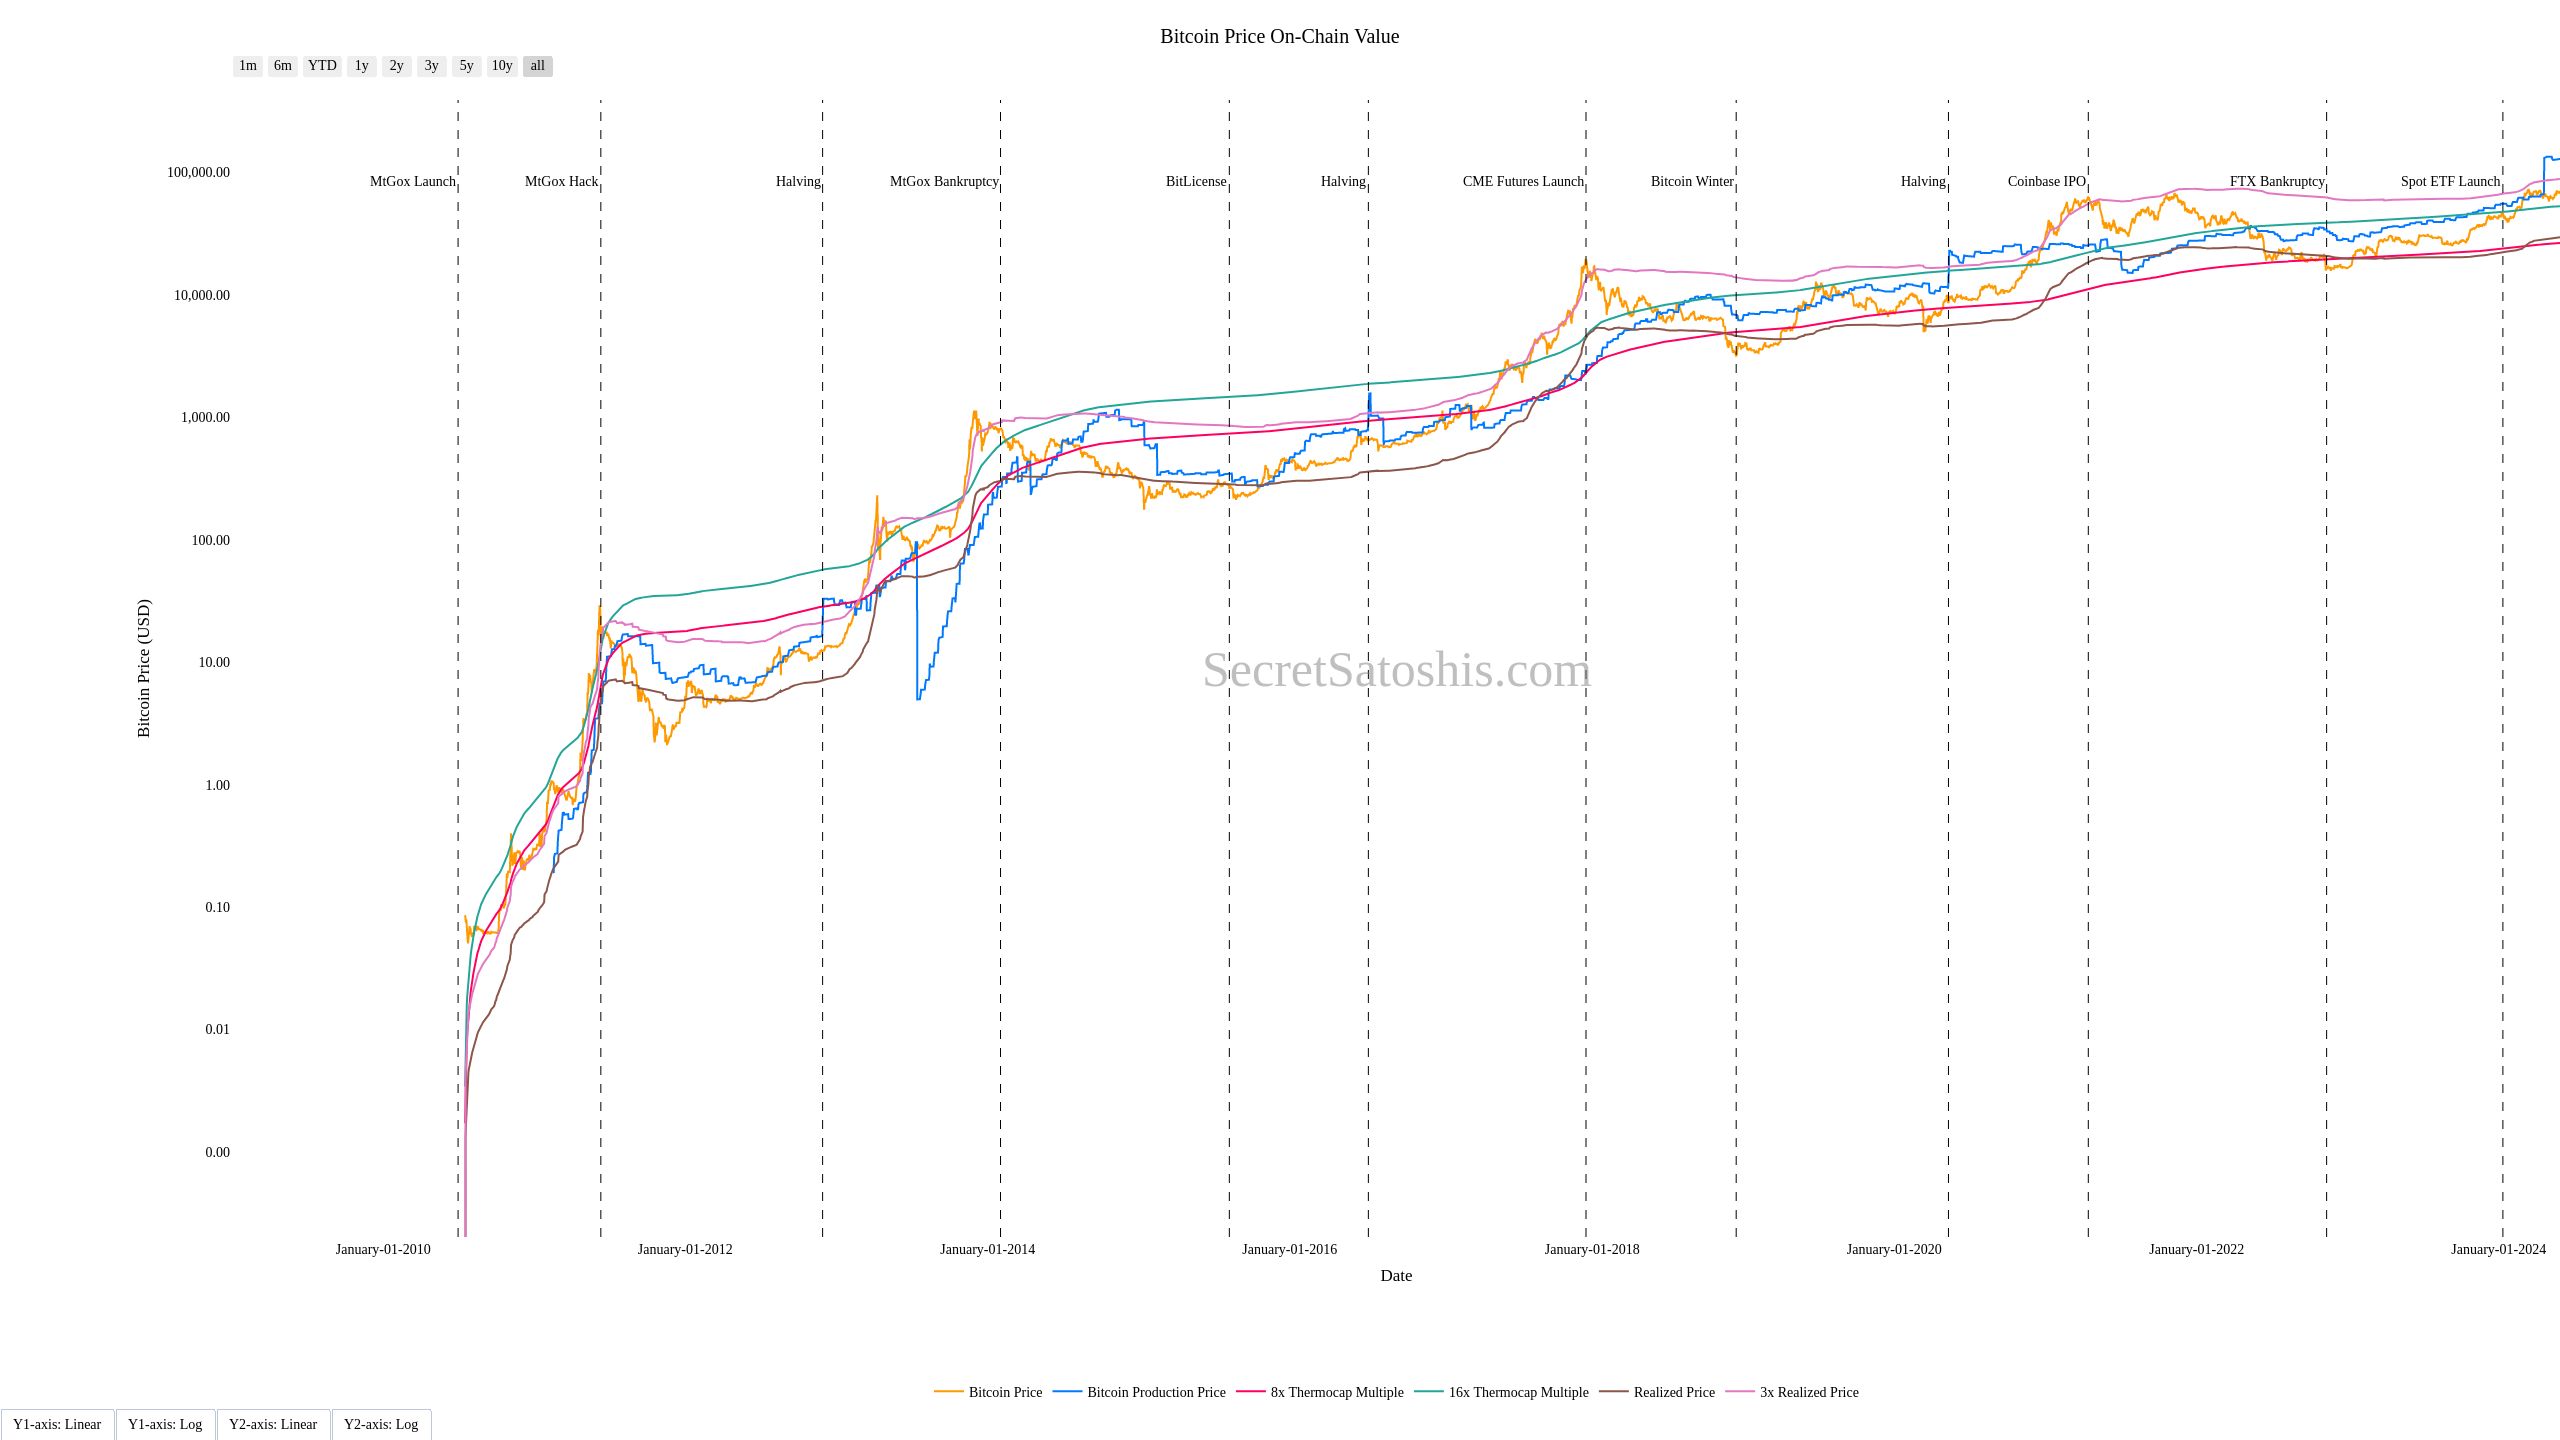 Bitcoin Price On-Chain Value
1m 6m YTD 1y 2y 3y 5y 10y all
100,000.00
10,000.00
1,000.00
100.00
10.00
1.00
0.10
0.01
0.00
Bitcoin Price (USD)
MtGox Launch MtGox Hack Halving MtGox Bankruptcy BitLicense Halving CME Futures Launch Bitcoin Winter Halving Coinbase IPO FTX Bankruptcy Spot ETF Launch
SecretSatoshis.com
January-01-2010 January-01-2012 January-01-2014 January-01-2016 January-01-2018 January-01-2020 January-01-2022 January-01-2024
Date
Bitcoin Price Bitcoin Production Price 8x Thermocap Multiple 16x Thermocap Multiple Realized Price 3x Realized Price
Y1-axis: Linear Y1-axis: Log Y2-axis: Linear Y2-axis: Log